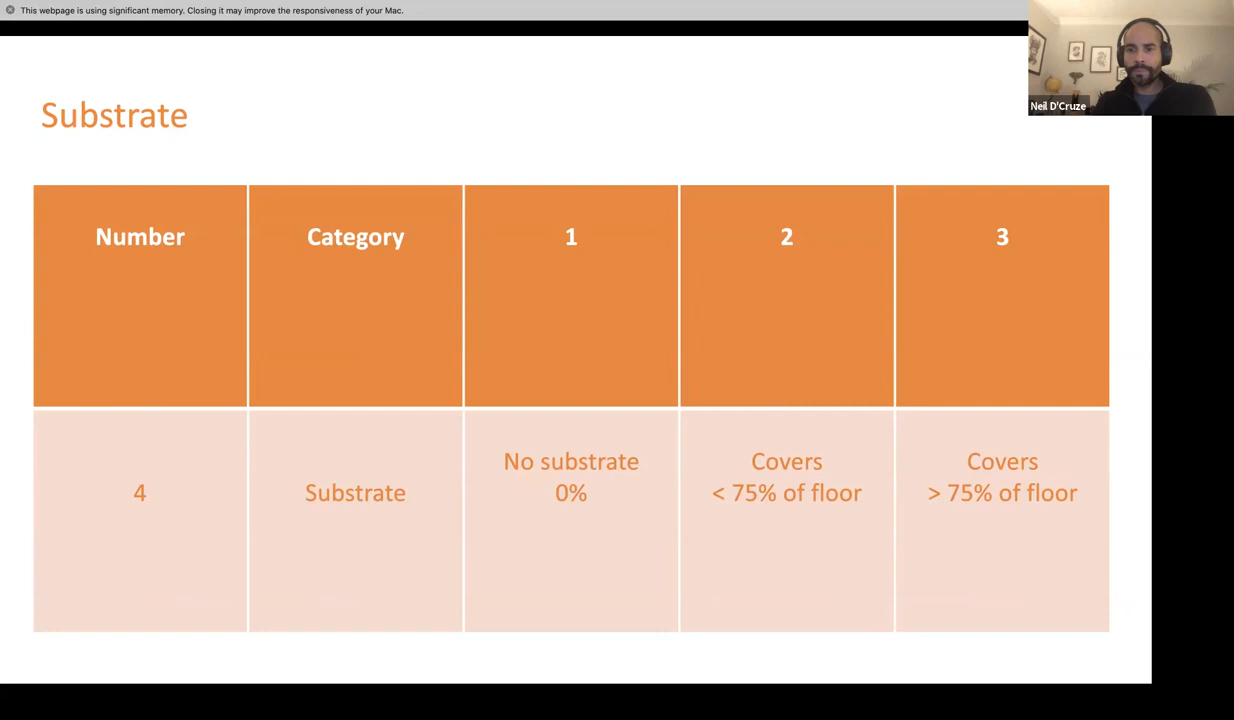 This webpage is using significant memory. Closing it may improve the responsiveness of your Mac.
Neil D'Cruze
Substrate
Number
Category
1
2
3
4
Substrate
No substrate
0%
Covers
< 75% of floor
Covers
> 75% of floor